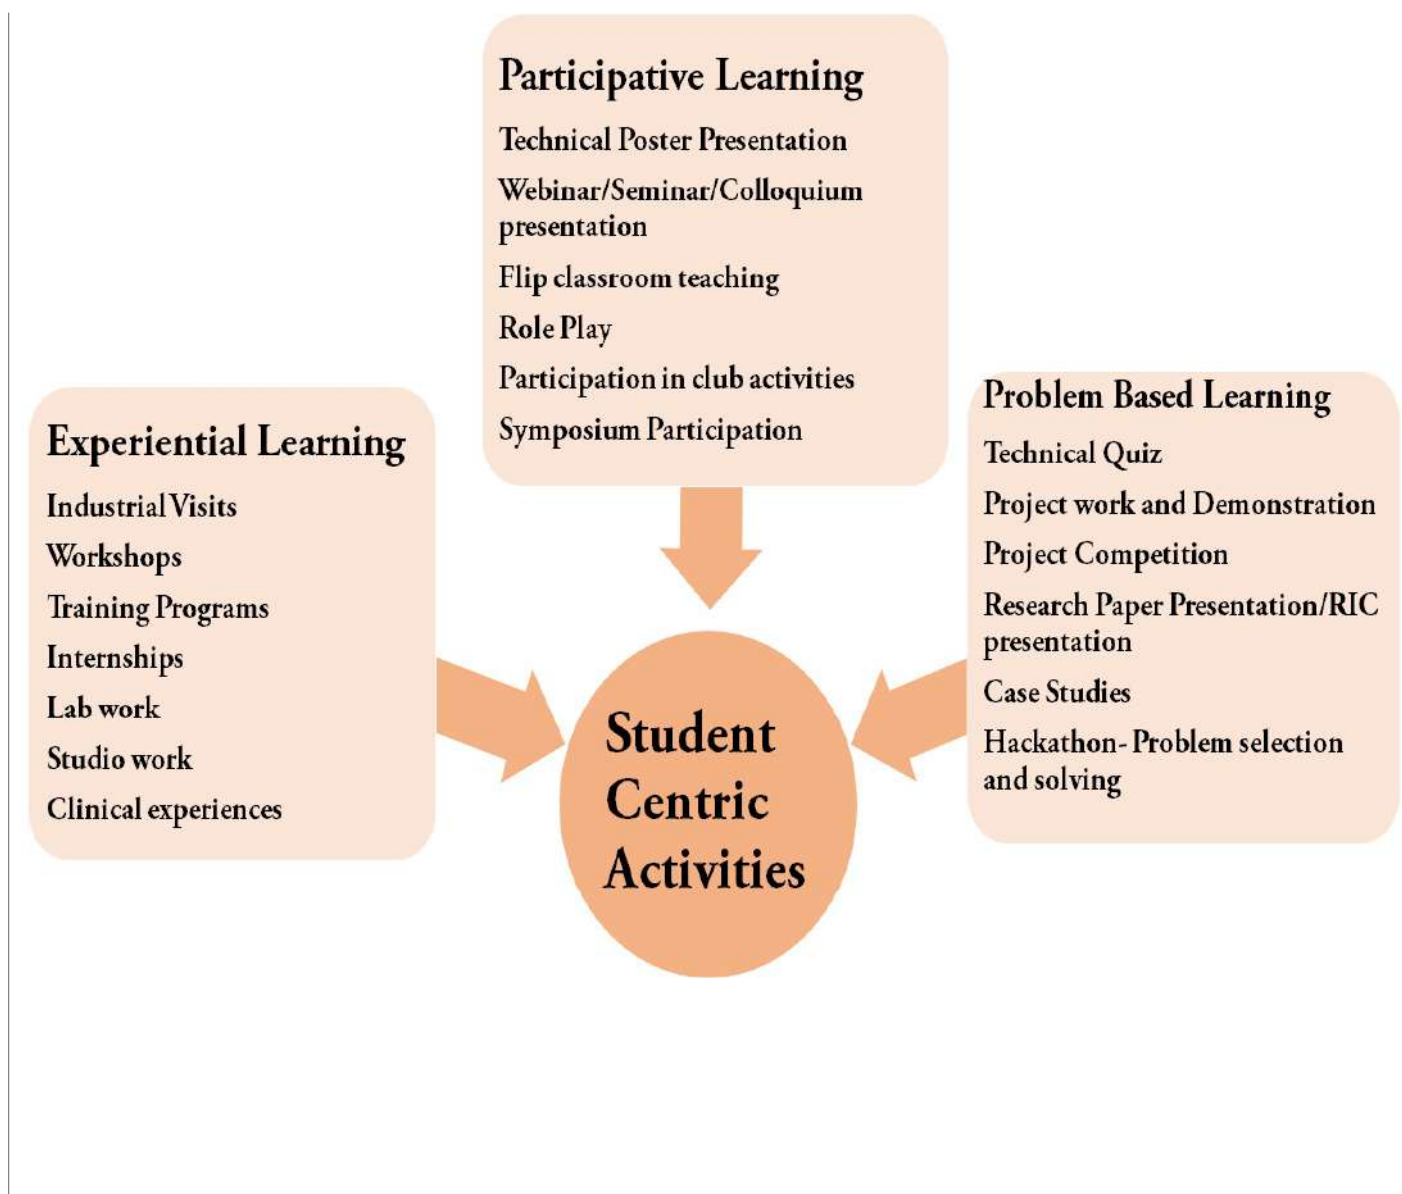 Participative Learning
Technical Poster Presentation
Webinar/Seminar/Colloquium
presentation
Flip classroom teaching
Role Play
Participation in club activities
Symposium Participation
Experiential Learning
Industrial Visits
Workshops
Training Programs
Internships
Lab work
Studio work
Clinical experiences
Problem Based Learning
Technical Quiz
Project work and Demonstration
Project Competition
Research Paper Presentation/RIC
presentation
Case Studies
Hackathon- Problem selection
and solving
Student
Centric
Activities